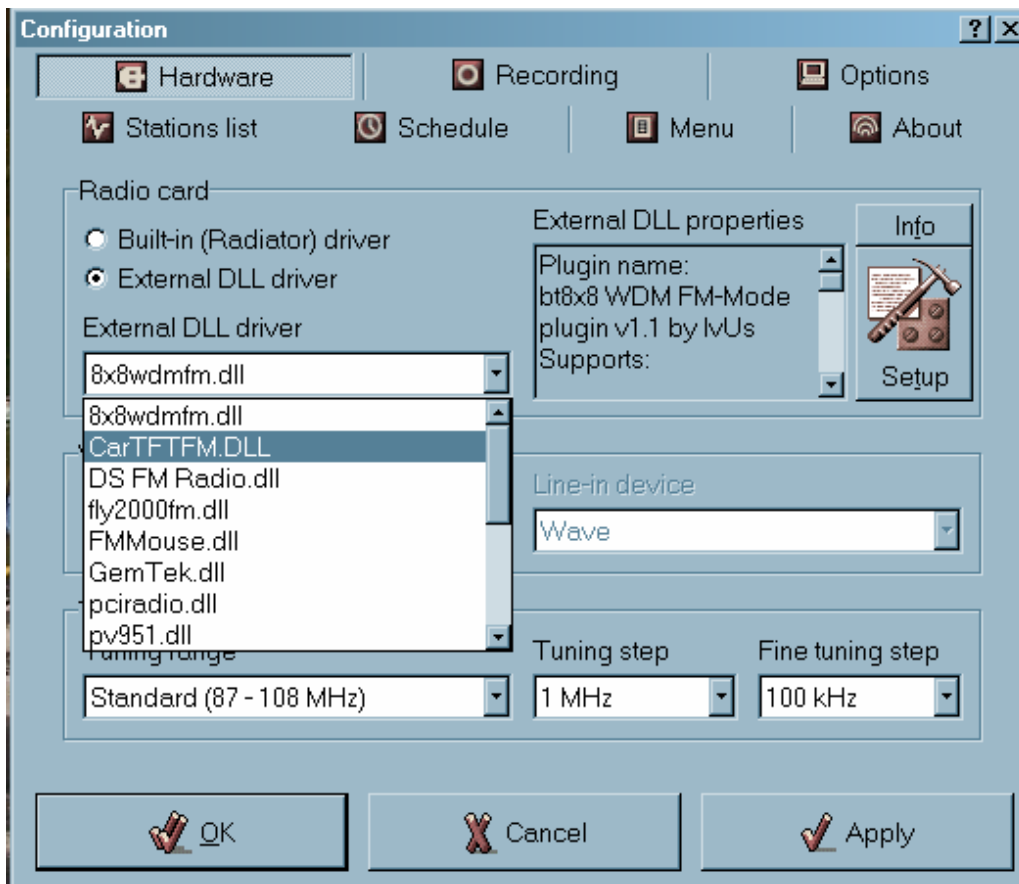 Configuration
Hardware
Recording
Options
Stations list
Schedule
Menu
About
Radio card
Built-in (Radiator) driver
External DLL driver
External DLL driver
8x8wdmfm.dll
8x8wdmfm.dll
CarTFTFM.DLL
DS FM Radio.dll
fly2000fm.dll
FMMouse.dll
GemTek.dll
pciradio.dll
pv951.dll
External DLL properties
Plugin name:
bt8x8 WDM FM-Mode
plugin v1.1 by IvUs
Supports:
Info
Setup
Line-in device
Wave
Tuning range
Standard (87 - 108 MHz)
Tuning step
1 MHz
Fine tuning step
100 kHz
OK
Cancel
Apply